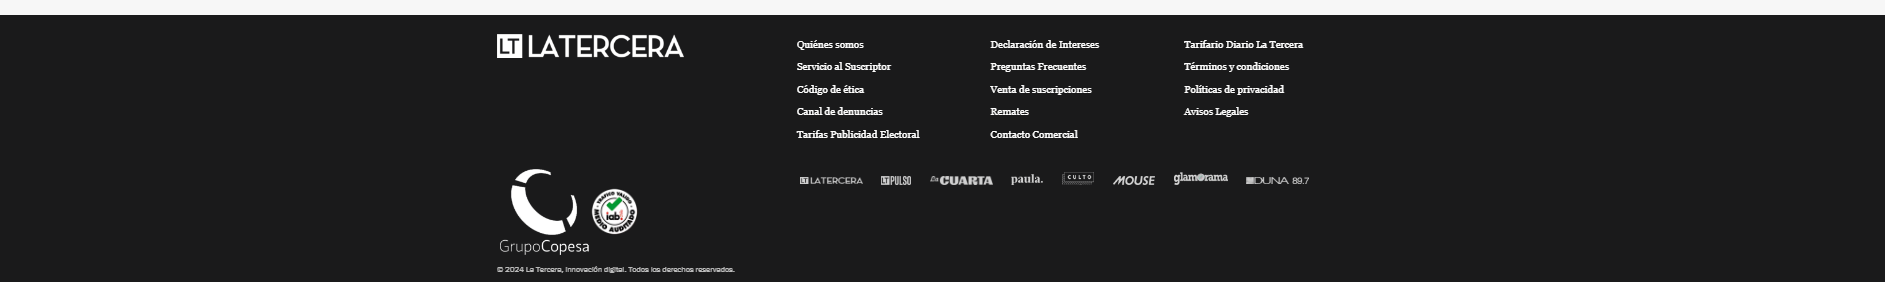 LT LATERCERA
Quiénes somos
Servicio al Suscriptor
Código de ética
Canal de denuncias
Tarifas Publicidad Electoral
Declaración de Intereses
Preguntas Frecuentes
Venta de suscripciones
Remates
Contacto Comercial
Tarifario Diario La Tercera
Términos y condiciones
Políticas de privacidad
Avisos Legales
LT LATERCERA LT PULSO La CUARTA paula. CULTO MOUSE glamorama DUNA 89.7
GrupoCopesa
TRÁFICO VALIDO
iab!
MEDIO AUDITADO
© 2024 La Tercera, Innovación digital. Todos los derechos reservados.